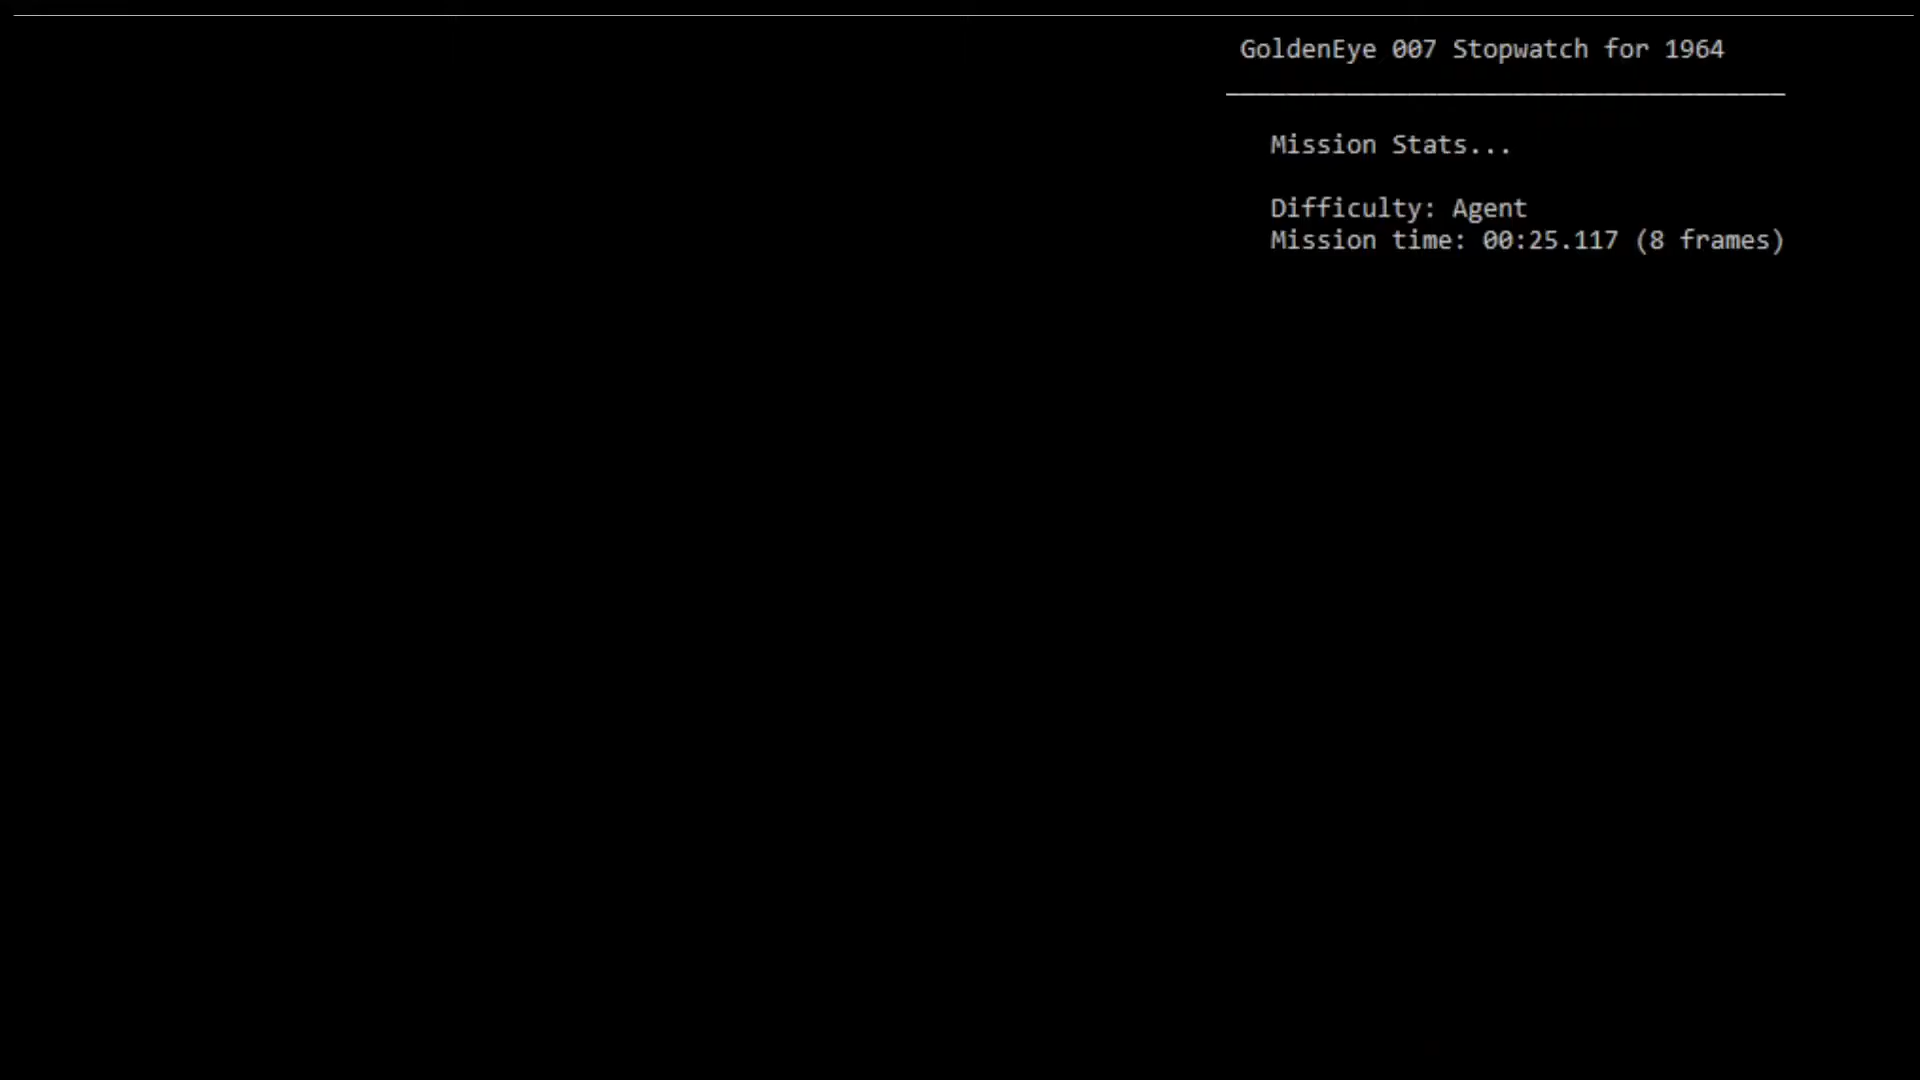 GoldenEye 007 Stopwatch for 1964
Mission Stats...
Difficulty: Agent
Mission time: 00:25.117 (8 frames)